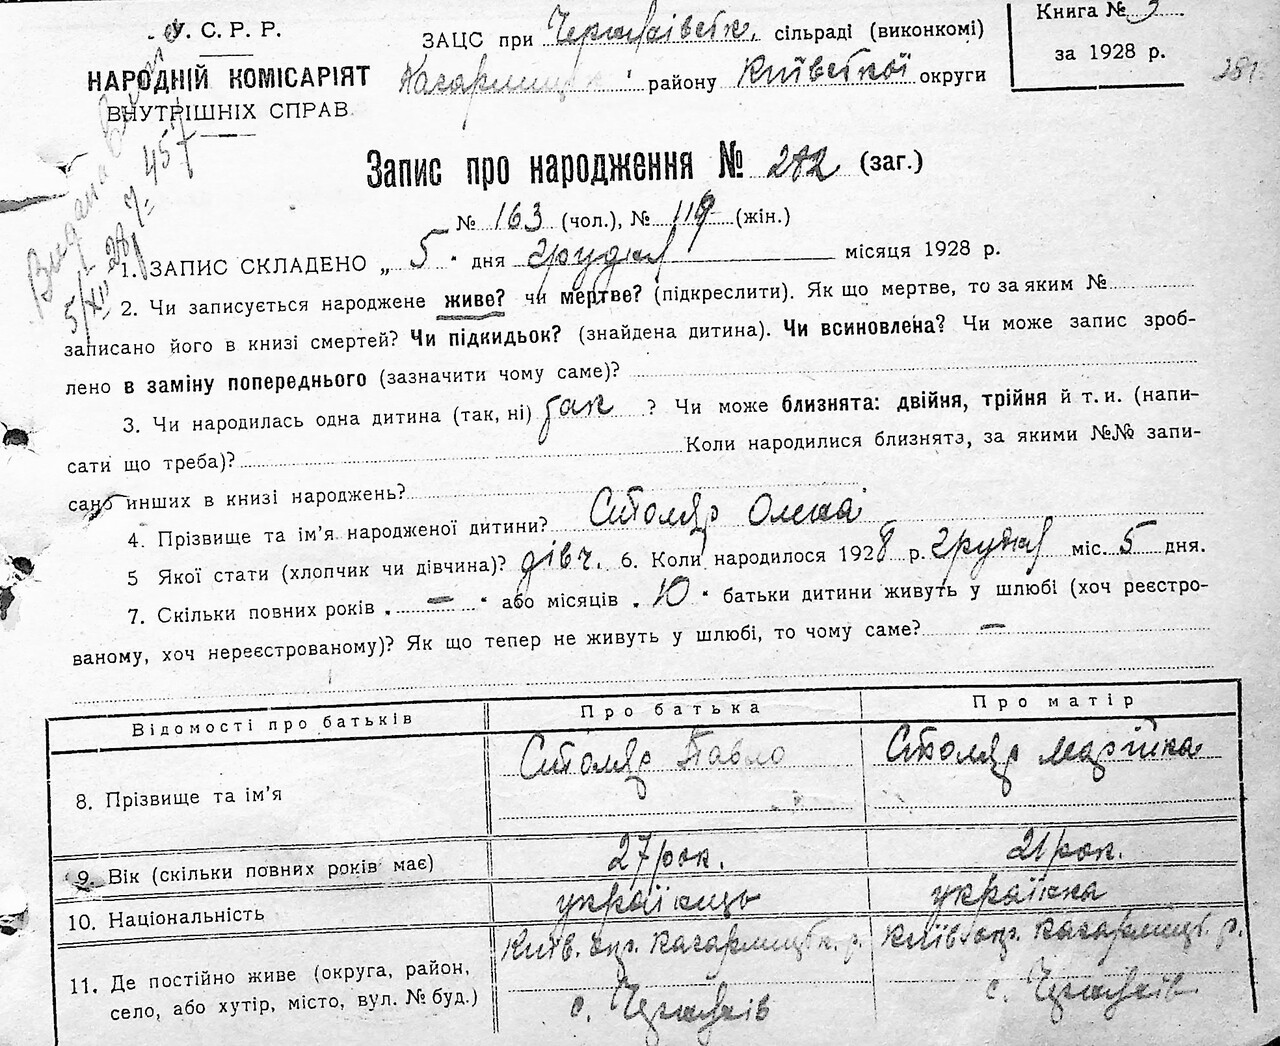 У. С. Р. Р.
НАРОДНІЙ КОМІСАРІЯТ
ВНУТРІШНІХ СПРАВ
ЗАЦС при сільраді (виконкомі)
Кагарлицьк. району Київської округи
Книга №
за 1928 р.
281
Видана
5/XII 28 р. 457
Запис про народження № 282 (заг.)
№ 163 (чол.), № 119 (жін.)
1. ЗАПИС СКЛАДЕНО „ 5 " дня грудня місяця 1928 р.
2. Чи записується народжене живе? чи мертве? (підкреслити). Як що мертве, то за яким №
записано його в книзі смертей? Чи підкидьок? (знайдена дитина). Чи всиновлена? Чи може запис зроб-
лено в заміну попереднього (зазначити чому саме)?
3. Чи народилась одна дитина (так, ні) так ? Чи може близнята: двійня, трійня й т. и. (напи-
сати що треба)? Коли народилися близнята, за якими №№ запи-
сано инших в книзі народжень?
4. Прізвище та ім'я народженої дитини? Столяр Олена
5 Якої стати (хлопчик чи дівчина)? дівч. 6. Коли народилося 1928 р. грудня міс. 5 дня.
7. Скільки повних років „ — " або місяців „ 10 " батьки дитини живуть у шлюбі (хоч реєстро-
ваному, хоч нереєстрованому)? Як що тепер не живуть у шлюбі, то чому саме? —
Відомості про батьків Про батька Про матір
8. Прізвище та ім'я Столяр Павло Столяр Марійка
9. Вік (скільки повних років має) 27 рок. 21 рок.
10. Національність українець українка
11. Де постійно живе (округа, район, Київ. окр. Кагарлицьк. р. Київ. окр. Кагарлицьк. р.
село, або хутір, місто, вул. № буд.) с. с.